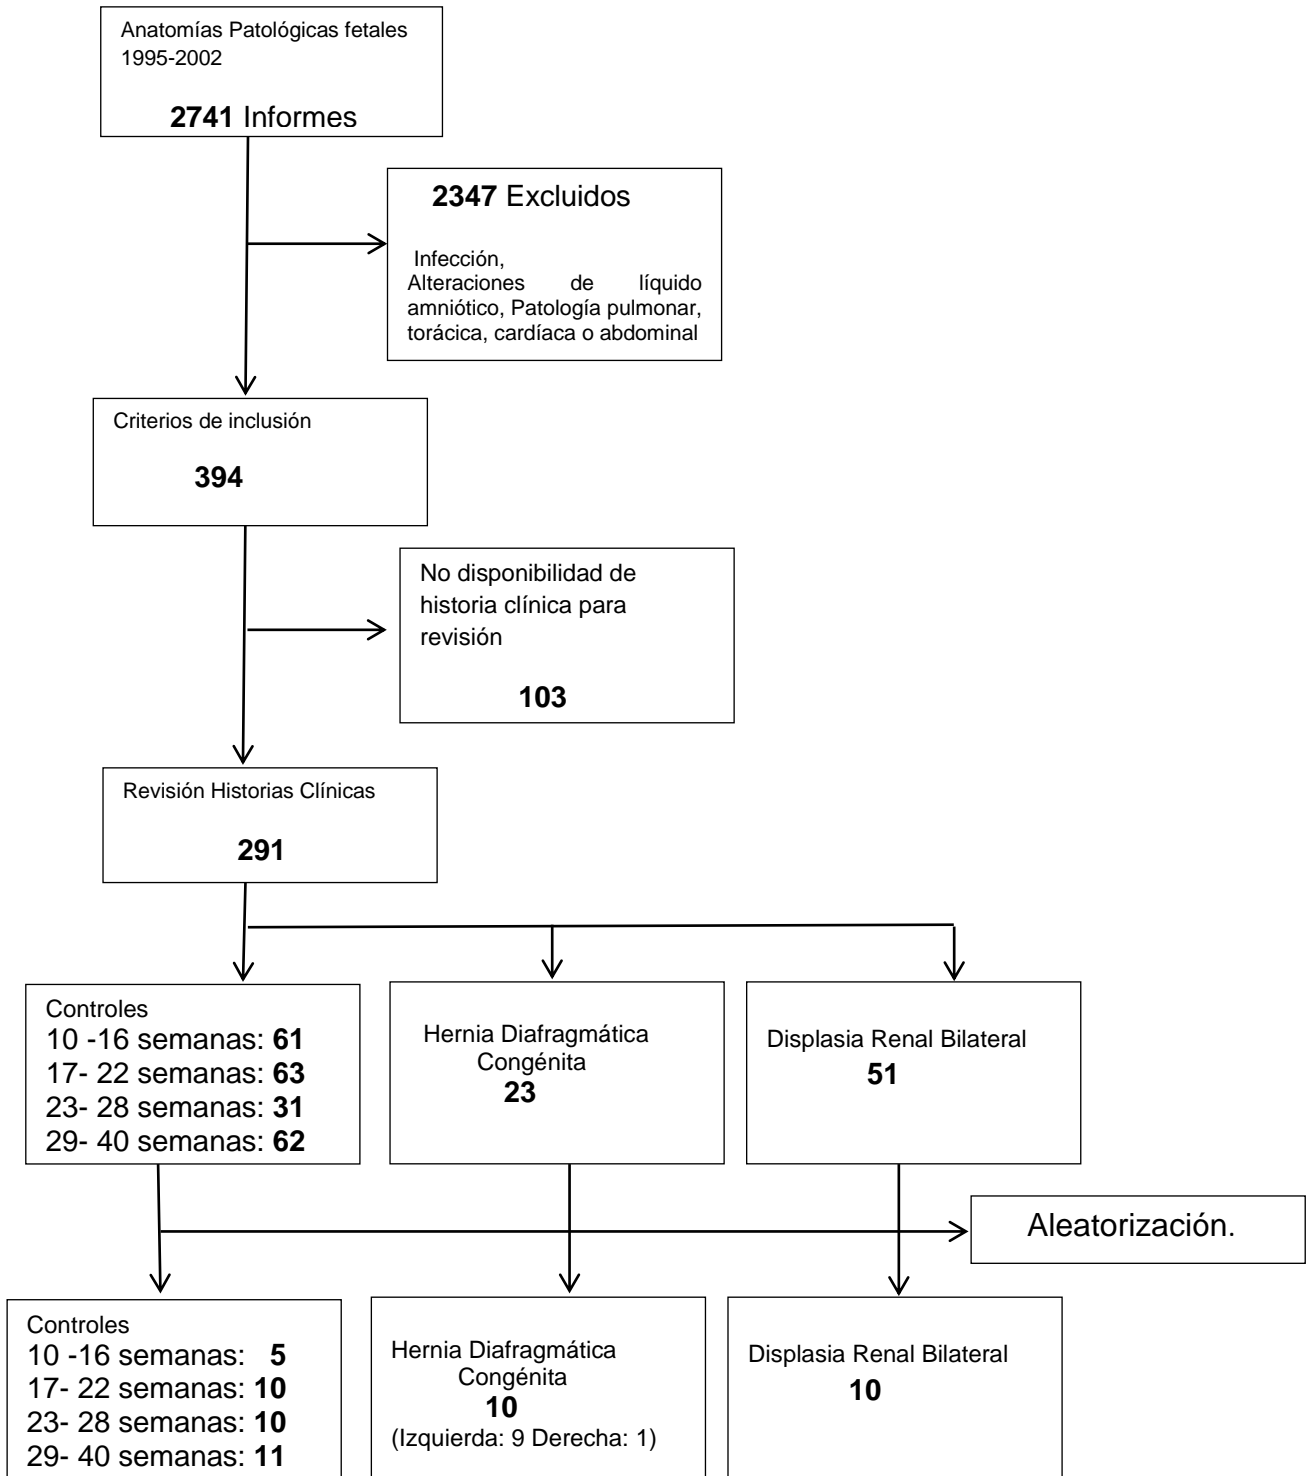 Anatomías Patológicas fetales
1995-2002
2741 Informes
2347 Excluidos
Infección,
Alteraciones de líquido
amniótico, Patología pulmonar,
torácica, cardíaca o abdominal
Criterios de inclusión
394
No disponibilidad de
historia clínica para
revisión
103
Revisión Historias Clínicas
291
Controles
10 -16 semanas: 61
17- 22 semanas: 63
23- 28 semanas: 31
29- 40 semanas: 62
Hernia Diafragmática
Congénita
23
Displasia Renal Bilateral
51
Aleatorización.
Controles
10 -16 semanas: 5
17- 22 semanas: 10
23- 28 semanas: 10
29- 40 semanas: 11
Hernia Diafragmática
Congénita
10
(Izquierda: 9 Derecha: 1)
Displasia Renal Bilateral
10